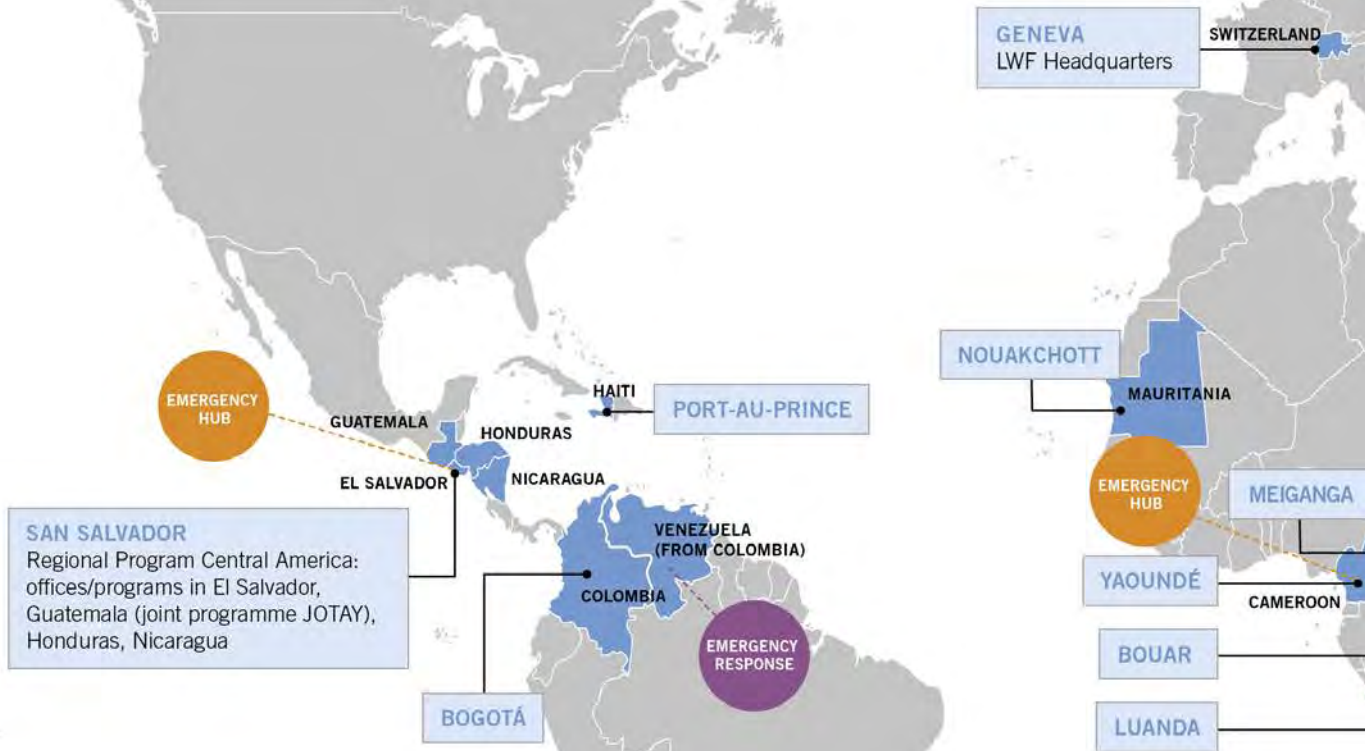 GENEVA
LWF Headquarters
SWITZERLAND
NOUAKCHOTT
MAURITANIA
HAITI
PORT-AU-PRINCE
EMERGENCY
HUB
GUATEMALA
HONDURAS
EL SALVADOR
NICARAGUA
EMERGENCY
HUB
MEIGANGA
SAN SALVADOR
Regional Program Central America:
offices/programs in El Salvador,
Guatemala (joint programme JOTAY),
Honduras, Nicaragua
VENEZUELA
(FROM COLOMBIA)
COLOMBIA
YAOUNDÉ
CAMEROON
EMERGENCY
RESPONSE
BOUAR
BOGOTÁ
LUANDA